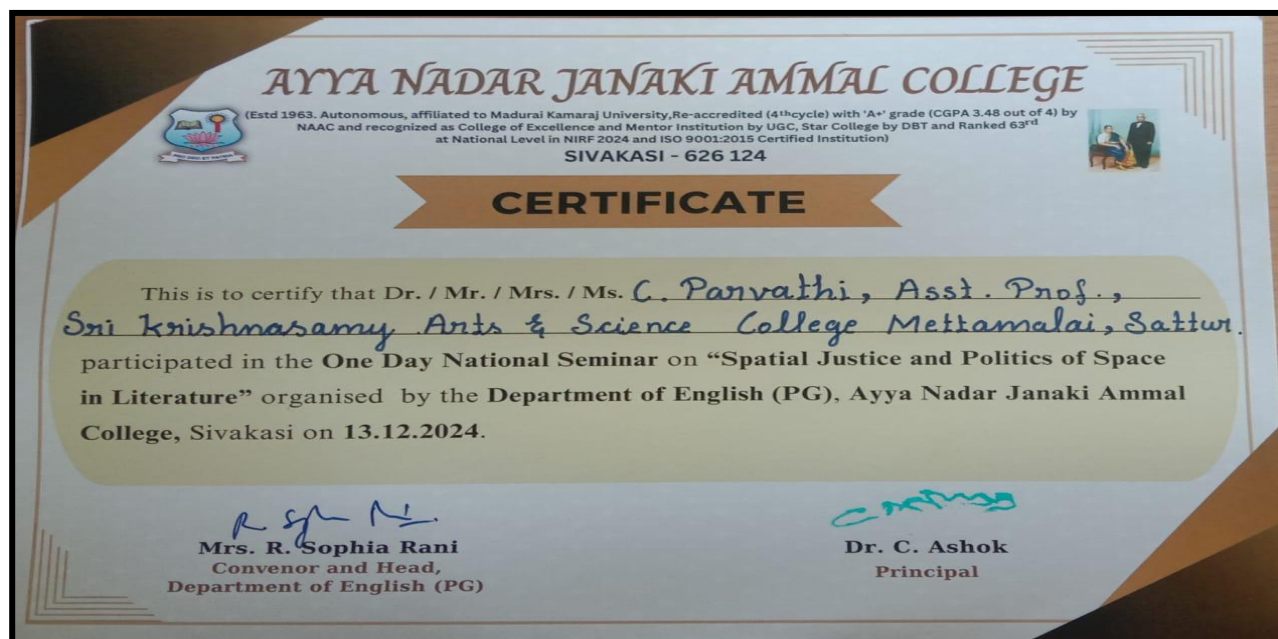 AYYA NADAR JANAKI AMMAL COLLEGE
(Estd 1963. Autonomous, affiliated to Madurai Kamaraj University,Re-accredited (4thcycle) with 'A+' grade (CGPA 3.48 out of 4) by
NAAC and recognized as College of Excellence and Mentor Institution by UGC, Star College by DBT and Ranked 63rd
at National Level in NIRF 2024 and ISO 9001:2015 Certified Institution)
SIVAKASI - 626 124
CERTIFICATE
This is to certify that Dr. / Mr. / Mrs. / Ms. C. Parvathi, Asst. Prof.,
Sri Krishnasamy Arts & Science College Mettamalai, Sattur.
participated in the One Day National Seminar on “Spatial Justice and Politics of Space
in Literature” organised by the Department of English (PG), Ayya Nadar Janaki Ammal
College, Sivakasi on 13.12.2024.
Mrs. R. Sophia Rani
Convenor and Head,
Department of English (PG)
Dr. C. Ashok
Principal